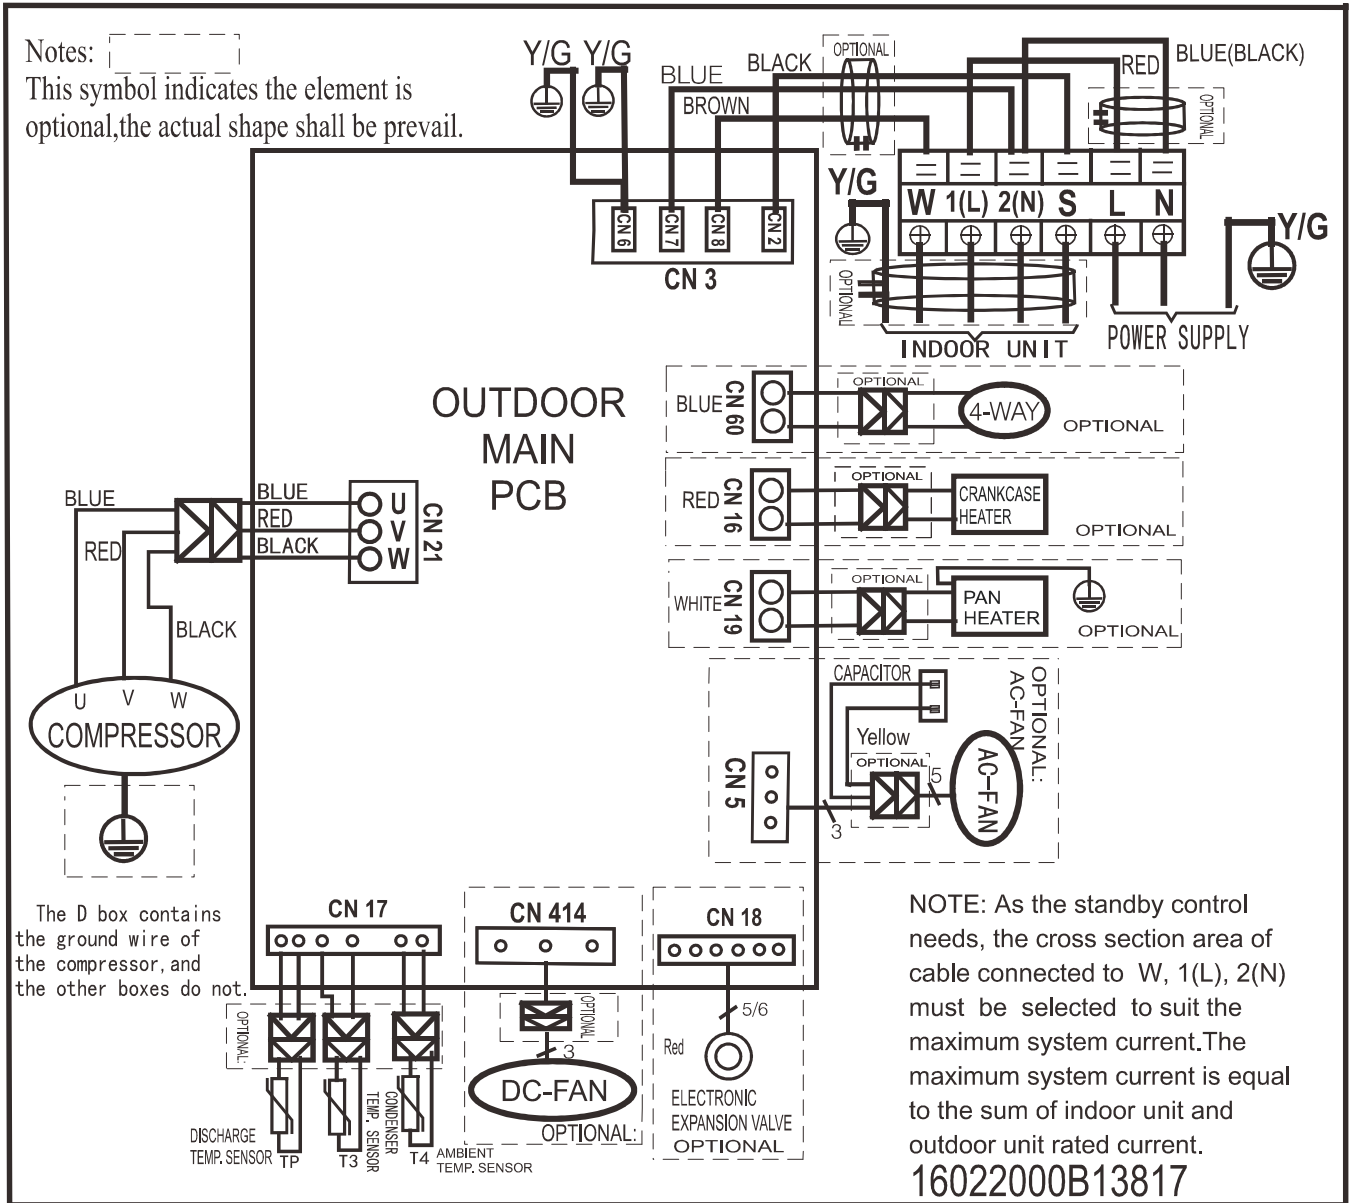 Notes:
This symbol indicates the element is
optional,the actual shape shall be prevail.
Y/G Y/G
BLUE
BLACK
BROWN
OPTIONAL
RED
BLUE(BLACK)
OPTIONAL
Y/G
W 1(L) 2(N) S L N
Y/G
CN 6
CN 7
CN 8
CN 2
CN 3
OPTIONAL
INDOOR UNIT
POWER SUPPLY
OUTDOOR
MAIN
PCB
BLUE
CN 60
OPTIONAL
4-WAY
OPTIONAL
RED
CN 16
OPTIONAL
CRANKCASE
HEATER
OPTIONAL
WHITE
CN 19
OPTIONAL
PAN
HEATER
OPTIONAL
BLUE
RED
BLACK
BLUE
RED
BLACK
U
V
W
CN 21
U V W
COMPRESSOR
CAPACITOR
OPTIONAL:
AC-FAN
Yellow
OPTIONAL
5
AC-FAN
CN 5
3
The D box contains
the ground wire of
the compressor,and
the other boxes do not.
CN 17
OPTIONAL:
DISCHARGE
TEMP. SENSOR
TP
CONDENSER
TEMP. SENSOR
T3
T4
AMBIENT
TEMP. SENSOR
CN 414
OPTIONAL
3
DC-FAN
OPTIONAL:
CN 18
5/6
Red
ELECTRONIC
EXPANSION VALVE
OPTIONAL
NOTE: As the standby control
needs, the cross section area of
cable connected to W, 1(L), 2(N)
must be selected to suit the
maximum system current.The
maximum system current is equal
to the sum of indoor unit and
outdoor unit rated current.
16022000B13817